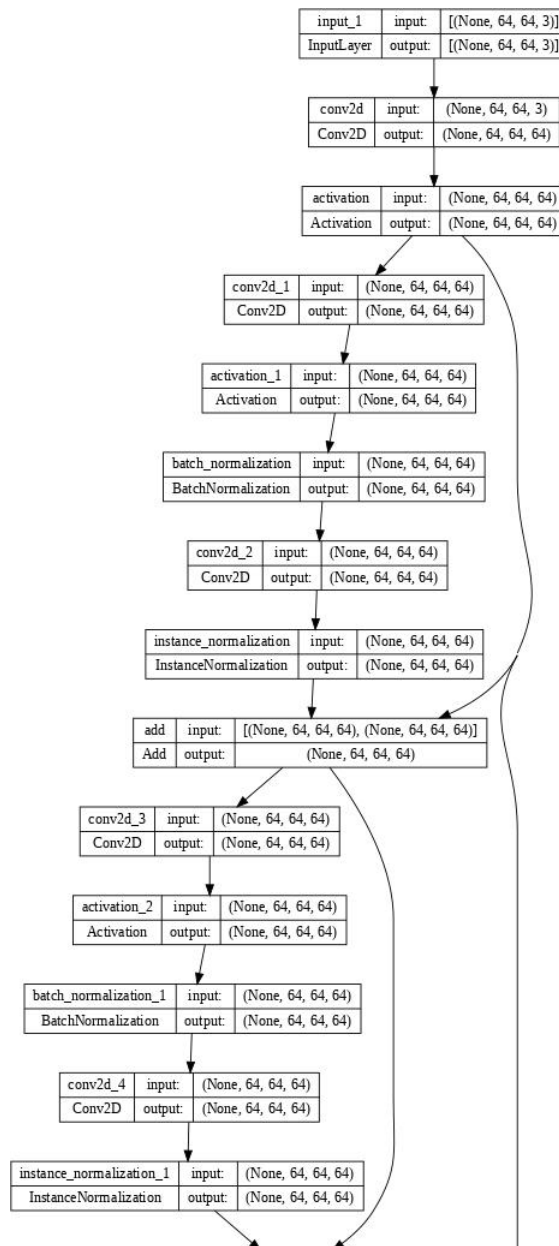 input_1 input: [(None, 64, 64, 3)]
InputLayer output: [(None, 64, 64, 3)]
conv2d input: (None, 64, 64, 3)
Conv2D output: (None, 64, 64, 64)
activation input: (None, 64, 64, 64)
Activation output: (None, 64, 64, 64)
conv2d_1 input: (None, 64, 64, 64)
Conv2D output: (None, 64, 64, 64)
activation_1 input: (None, 64, 64, 64)
Activation output: (None, 64, 64, 64)
batch_normalization input: (None, 64, 64, 64)
BatchNormalization output: (None, 64, 64, 64)
conv2d_2 input: (None, 64, 64, 64)
Conv2D output: (None, 64, 64, 64)
instance_normalization input: (None, 64, 64, 64)
InstanceNormalization output: (None, 64, 64, 64)
add input: [(None, 64, 64, 64), (None, 64, 64, 64)]
Add output: (None, 64, 64, 64)
conv2d_3 input: (None, 64, 64, 64)
Conv2D output: (None, 64, 64, 64)
activation_2 input: (None, 64, 64, 64)
Activation output: (None, 64, 64, 64)
batch_normalization_1 input: (None, 64, 64, 64)
BatchNormalization output: (None, 64, 64, 64)
conv2d_4 input: (None, 64, 64, 64)
Conv2D output: (None, 64, 64, 64)
instance_normalization_1 input: (None, 64, 64, 64)
InstanceNormalization output: (None, 64, 64, 64)